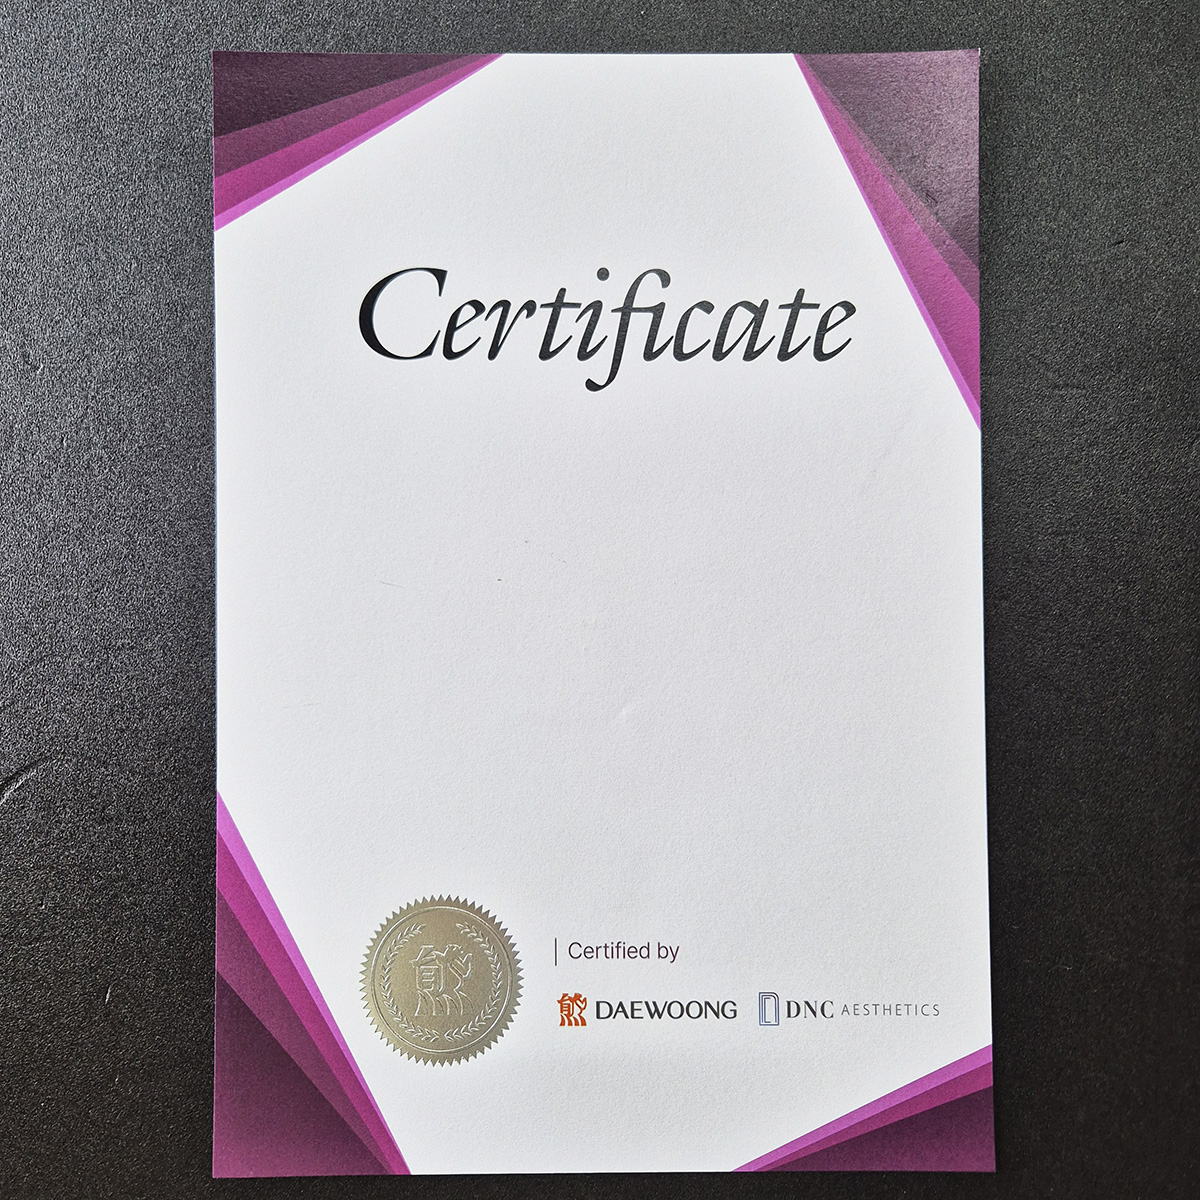 Certificate
Certified by
DAEWOONG DNC AESTHETICS